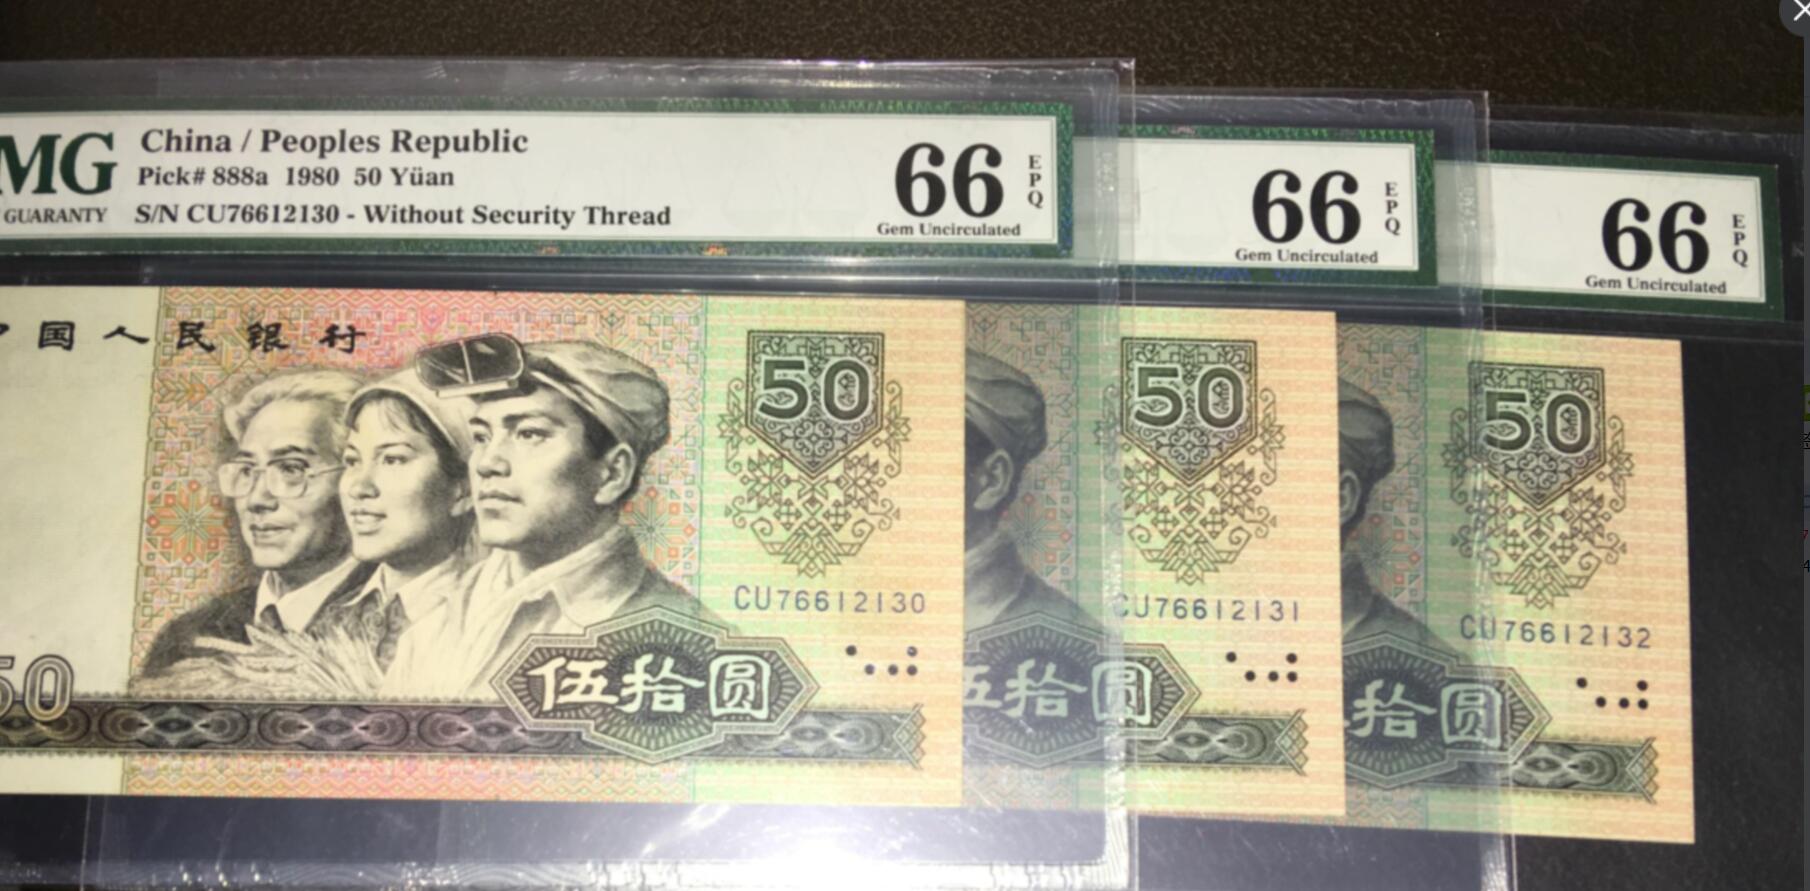 MG
GUARANTY
China / Peoples Republic
Pick# 888a 1980 50 Yüan
S/N CU76612130 - Without Security Thread
66 EPQ
Gem Uncirculated
66 EPQ
Gem Uncirculated
66 EPQ
Gem Uncirculated
中国人民银行
50
50
50
CU76612130
CU76612131
CU76612132
50
伍拾圆
伍拾圆
拾圆